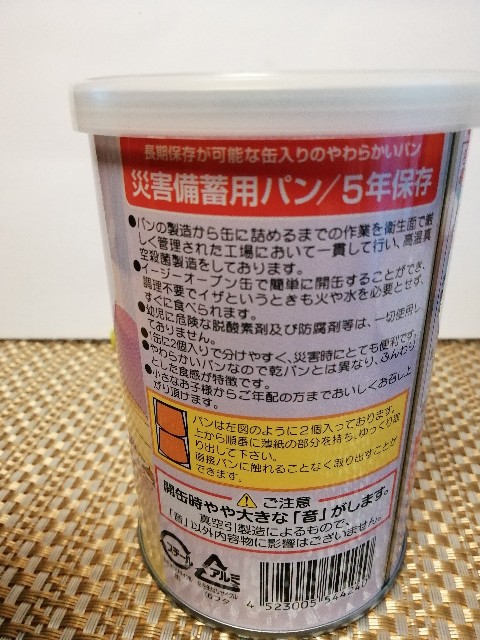 長期保存が可能な缶入りのやわらかいパン
災害備蓄用パン/5年保存
●パンの製造から缶に詰めるまでの作業を衛生面で厳
しく管理された工場において一貫して行い、高温真
空殺菌製造をしております。
●イージーオープン缶で簡単に開缶することができ、
調理不要でイザというときも火や水を必要とせず、
すぐに食べられます。
●幼児に危険な脱酸素剤及び防腐剤等は、一切使用し
ておりません。
●1缶に2個入りで分けやすく、災害時にとても便利です。
●やわらかいパンなので乾パンとは異なり、ふんわり
とした食感が特徴です。
●小さなお子様からご年配の方までおいしくお召し上
がり頂けます。
パンは左図のように2個入っております。
上から順番に薄紙の部分を持ち、ゆっくり取
り出して下さい。
直接パンに触れることなく取り出すことが
できます。
ご注意
開缶時やや大きな「音」がします。
真空引製造によるもので、
「音」以外内容物に影響はございません。
スチール
アルミ
4 523005